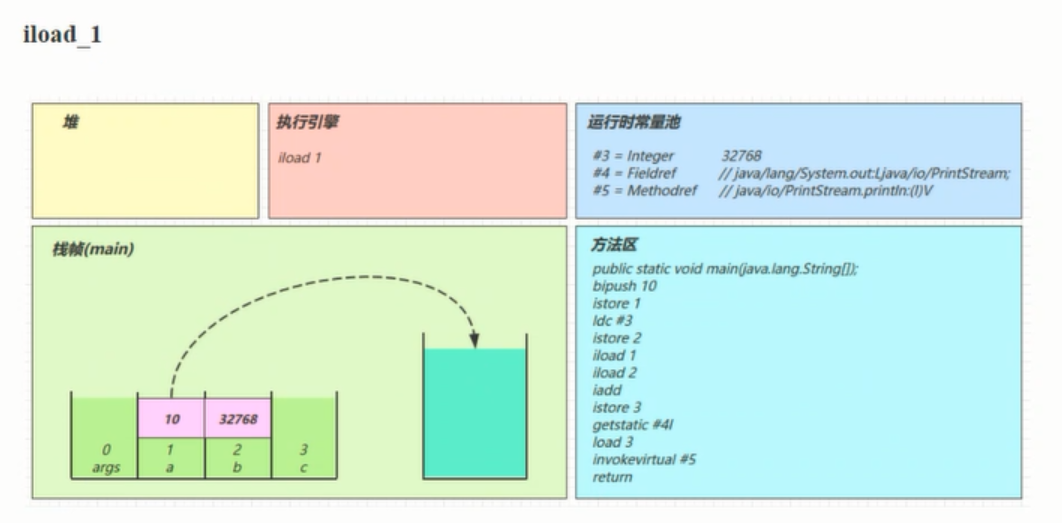 iload_1
堆
执行引擎
iload 1
运行时常量池
#3 = Integer 32768
#4 = Fieldref // java/lang/System.out:Ljava/io/PrintStream;
#5 = Methodref // java/io/PrintStream.println:(I)V
栈帧(main)
10 32768
0 1 2 3
args a b c
方法区
public static void main(java.lang.String[]);
bipush 10
istore 1
ldc #3
istore 2
iload 1
iload 2
iadd
istore 3
getstatic #4l
load 3
invokevirtual #5
return